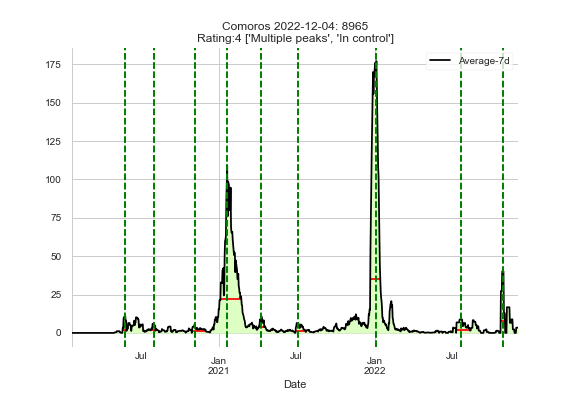 Comoros 2022-12-04: 8965
Rating:4 ['Multiple peaks', 'In control']
Average-7d
175
150
125
100
75
50
25
0
Jul
Jan
2021
Jul
Jan
2022
Jul
Date